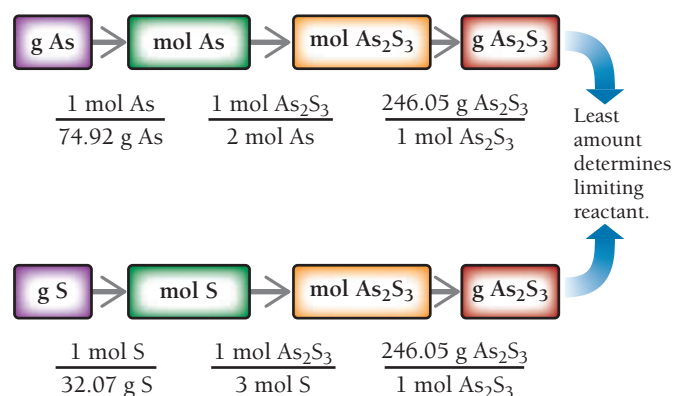 g As mol As mol As₂S₃ g As₂S₃
1 mol As 1 mol As₂S₃ 246.05 g As₂S₃
74.92 g As 2 mol As 1 mol As₂S₃
Least
amount
determines
limiting
reactant.
g S mol S mol As₂S₃ g As₂S₃
1 mol S 1 mol As₂S₃ 246.05 g As₂S₃
32.07 g S 3 mol S 1 mol As₂S₃